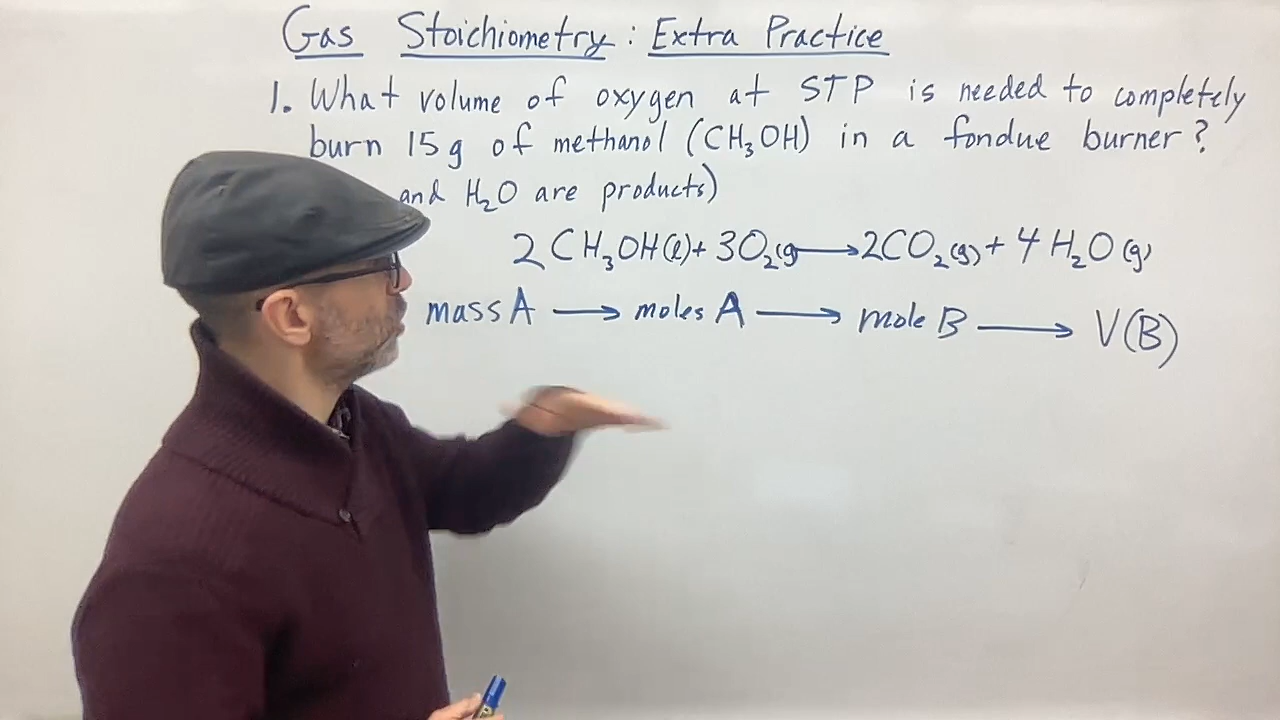 Gas Stoichiometry: Extra Practice
1. What volume of oxygen at STP is needed to completely
burn 15g of methanol (CH₃OH) in a fondue burner?
and H₂O are products)
2CH₃OH(l) + 3O₂(g) ⟶ 2CO₂(g) + 4H₂O(g)
mass A ⟶ moles A ⟶ mole B ⟶ V(B)